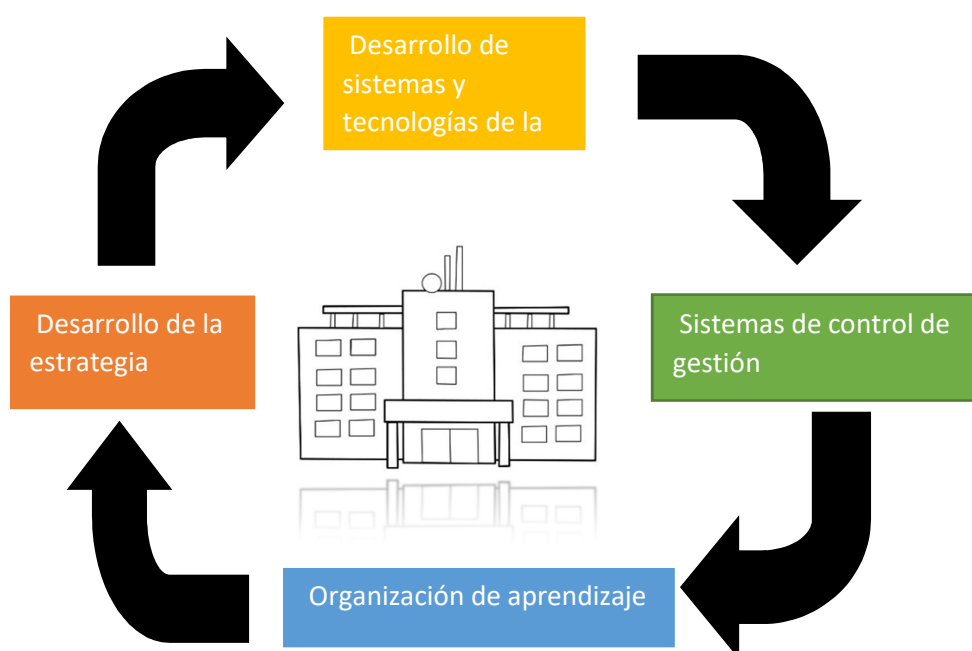 Desarrollo de
sistemas y
tecnologías de la
Desarrollo de la
estrategia
Sistemas de control de
gestión
Organización de aprendizaje